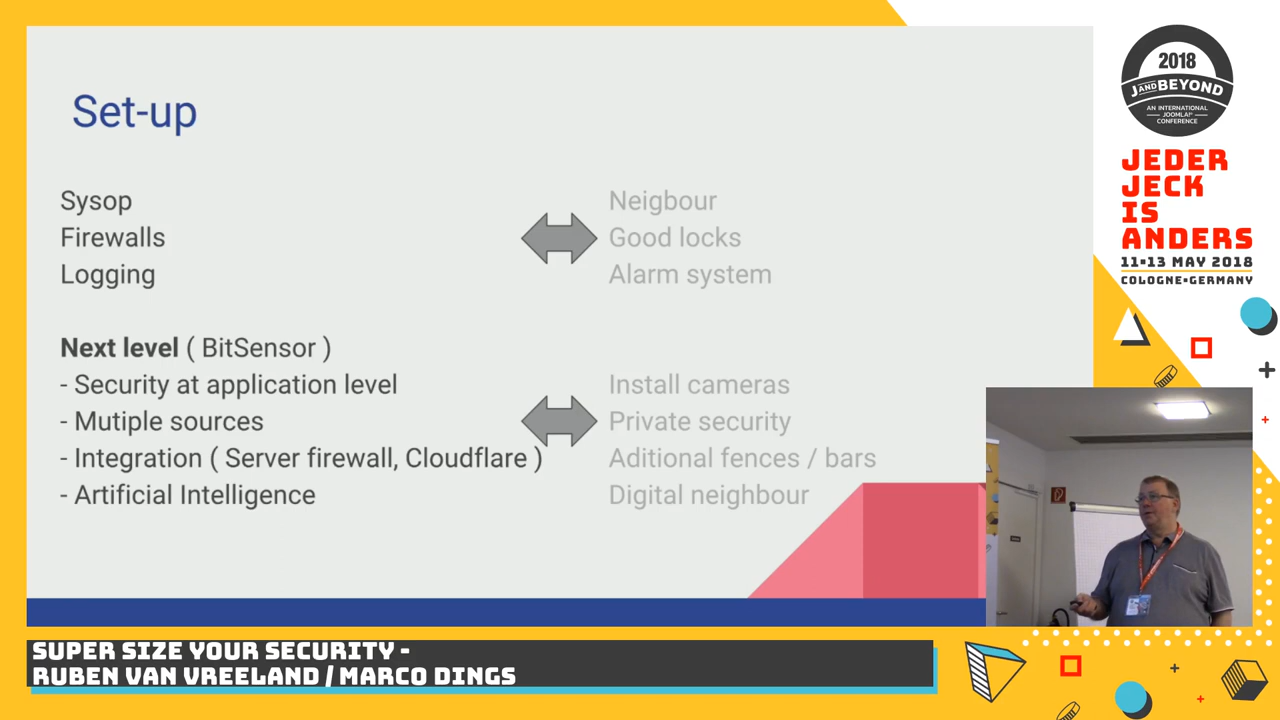 Set-up
Sysop
Firewalls
Logging
Neigbour
Good locks
Alarm system
Next level ( BitSensor )
- Security at application level
- Mutiple sources
- Integration ( Server firewall, Cloudflare )
- Artificial Intelligence
Install cameras
Private security
Aditional fences / bars
Digital neighbour
2018
JANDBEYOND
AN INTERNATIONAL
JOOMLA!®
CONFERENCE
JEDER
JECK
IS
ANDERS
11•13 MAY 2018
COLOGNE•GERMANY
SUPER SIZE YOUR SECURITY -
RUBEN VAN VREELAND / MARCO DINGS